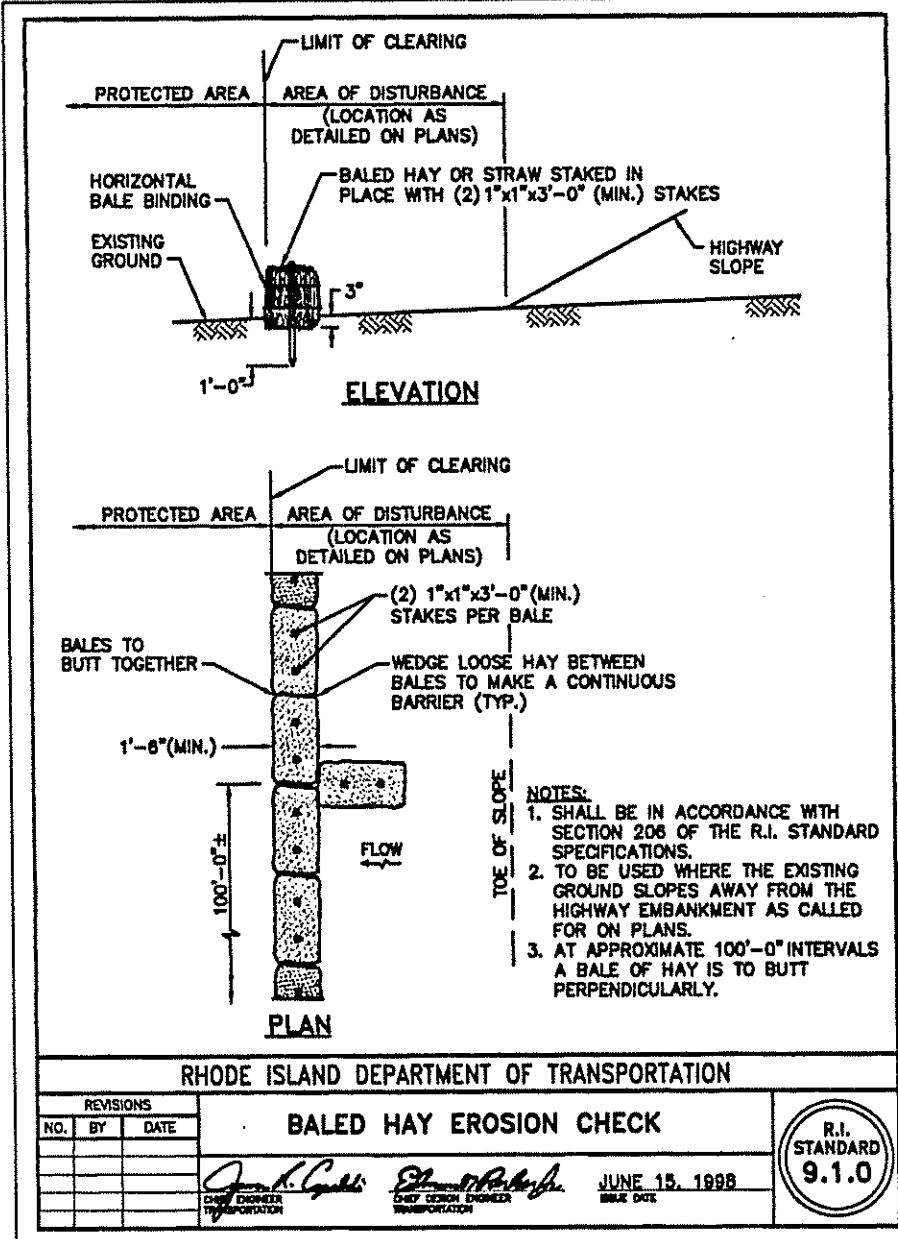 LIMIT OF CLEARING
PROTECTED AREA
AREA OF DISTURBANCE
(LOCATION AS
DETAILED ON PLANS)
HORIZONTAL
BALE BINDING
BALED HAY OR STRAW STAKED IN
PLACE WITH (2) 1"x1"x3'-0" (MIN.) STAKES
EXISTING
GROUND
HIGHWAY
SLOPE
3"
1'-0"
ELEVATION
LIMIT OF CLEARING
PROTECTED AREA
AREA OF DISTURBANCE
(LOCATION AS
DETAILED ON PLANS)
(2) 1"x1"x3'-0"(MIN.)
STAKES PER BALE
BALES TO
BUTT TOGETHER
WEDGE LOOSE HAY BETWEEN
BALES TO MAKE A CONTINUOUS
BARRIER (TYP.)
1'-6"(MIN.)
100'-0"±
FLOW
TOE OF SLOPE
NOTES:
1. SHALL BE IN ACCORDANCE WITH
SECTION 206 OF THE R.I. STANDARD
SPECIFICATIONS.
2. TO BE USED WHERE THE EXISTING
GROUND SLOPES AWAY FROM THE
HIGHWAY EMBANKMENT AS CALLED
FOR ON PLANS.
3. AT APPROXIMATE 100'-0" INTERVALS
A BALE OF HAY IS TO BUTT
PERPENDICULARLY.
PLAN
RHODE ISLAND DEPARTMENT OF TRANSPORTATION
REVISIONS
NO. BY DATE
BALED HAY EROSION CHECK
CHIEF ENGINEER
TRANSPORTATION
CHIEF DESIGN ENGINEER
TRANSPORTATION
JUNE 15, 1998
ISSUE DATE
R.I.
STANDARD
9.1.0